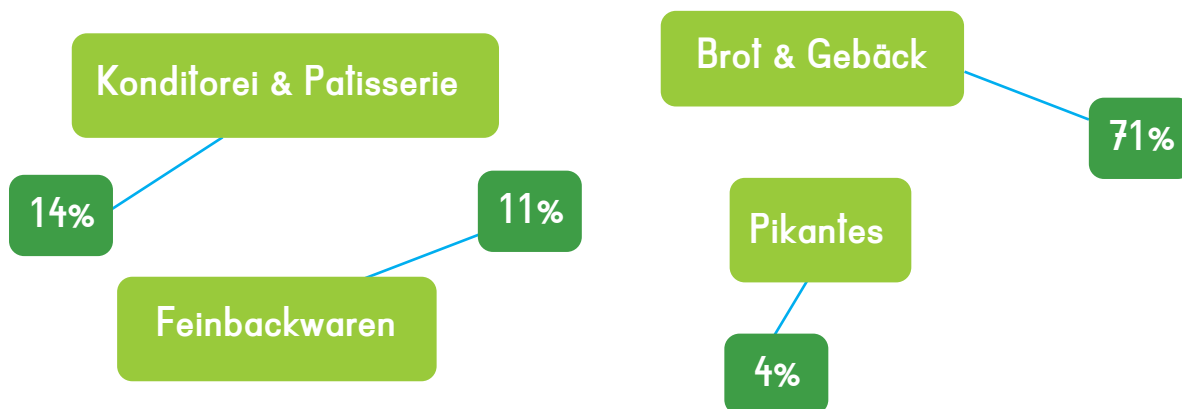 Konditorei & Patisserie
14%
11%
Feinbackwaren
Brot & Gebäck
71%
Pikantes
4%